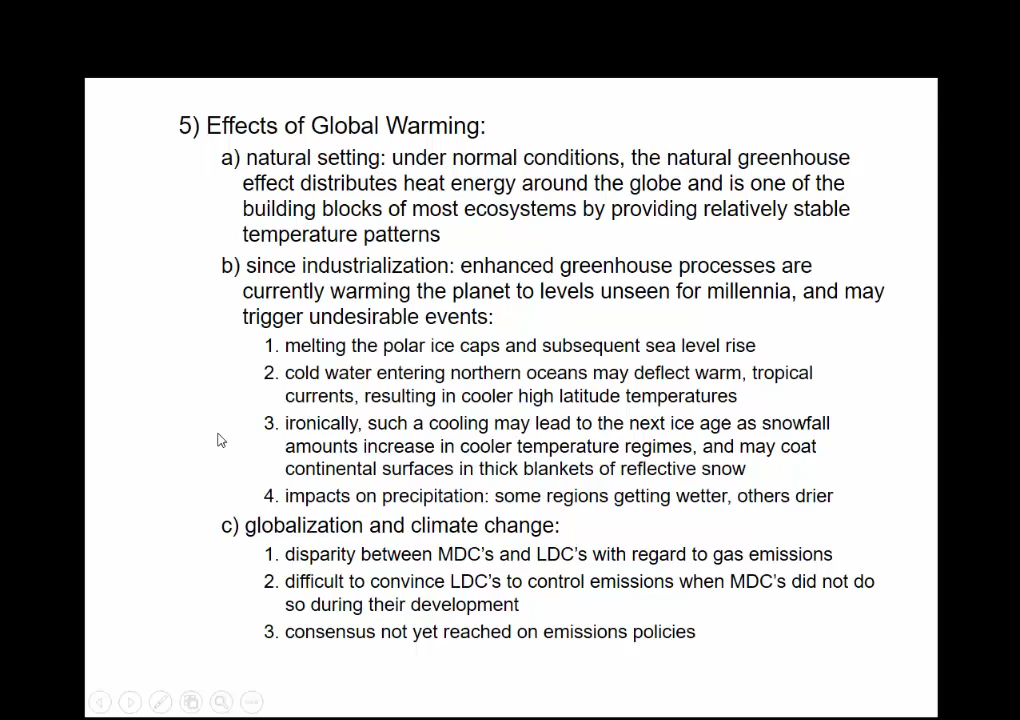 5) Effects of Global Warming:
a) natural setting: under normal conditions, the natural greenhouse
effect distributes heat energy around the globe and is one of the
building blocks of most ecosystems by providing relatively stable
temperature patterns
b) since industrialization: enhanced greenhouse processes are
currently warming the planet to levels unseen for millennia, and may
trigger undesirable events:
1. melting the polar ice caps and subsequent sea level rise
2. cold water entering northern oceans may deflect warm, tropical
currents, resulting in cooler high latitude temperatures
3. ironically, such a cooling may lead to the next ice age as snowfall
amounts increase in cooler temperature regimes, and may coat
continental surfaces in thick blankets of reflective snow
4. impacts on precipitation: some regions getting wetter, others drier
c) globalization and climate change:
1. disparity between MDC's and LDC's with regard to gas emissions
2. difficult to convince LDC's to control emissions when MDC's did not do
so during their development
3. consensus not yet reached on emissions policies